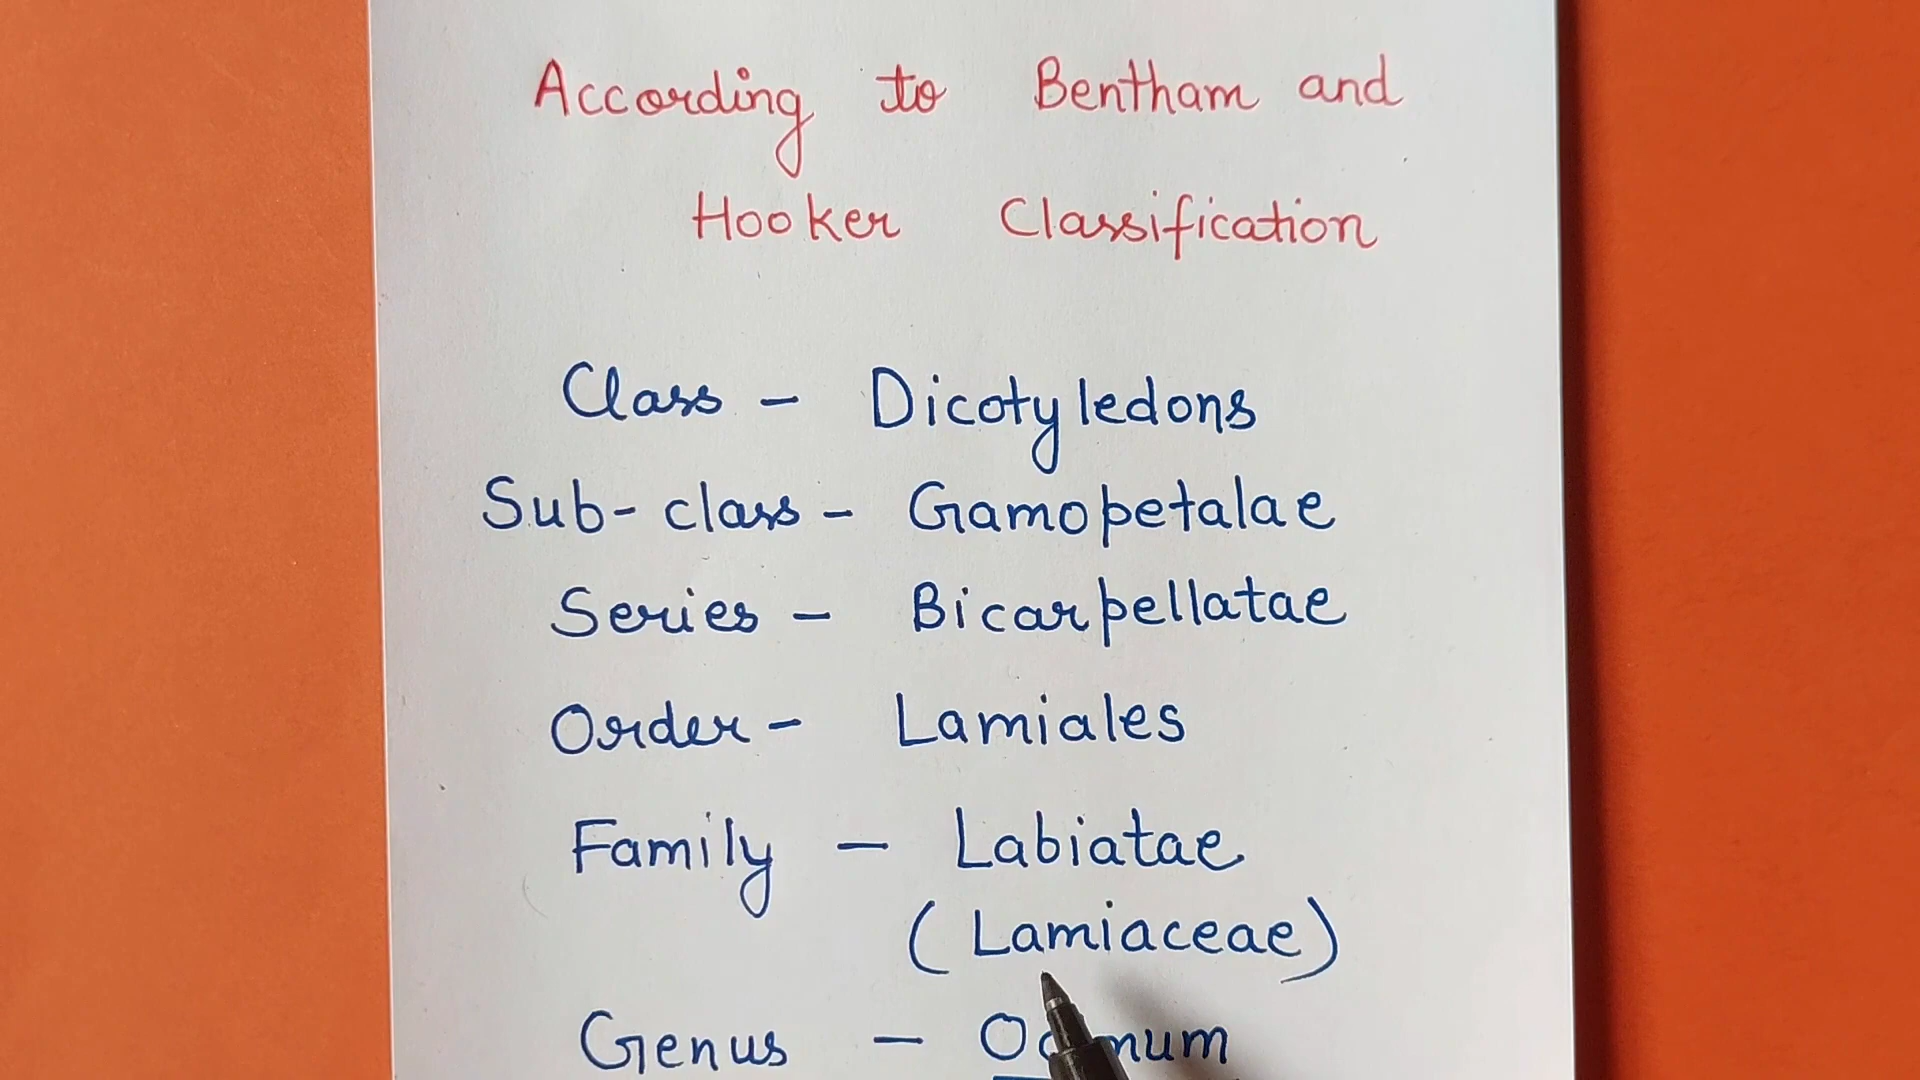 According to Bentham and
Hooker Classification
Class - Dicotyledons
Sub-class - Gamopetalae
Series - Bicarpellatae
Order - Lamiales
Family - Labiatae
(Lamiaceae)
Genus -